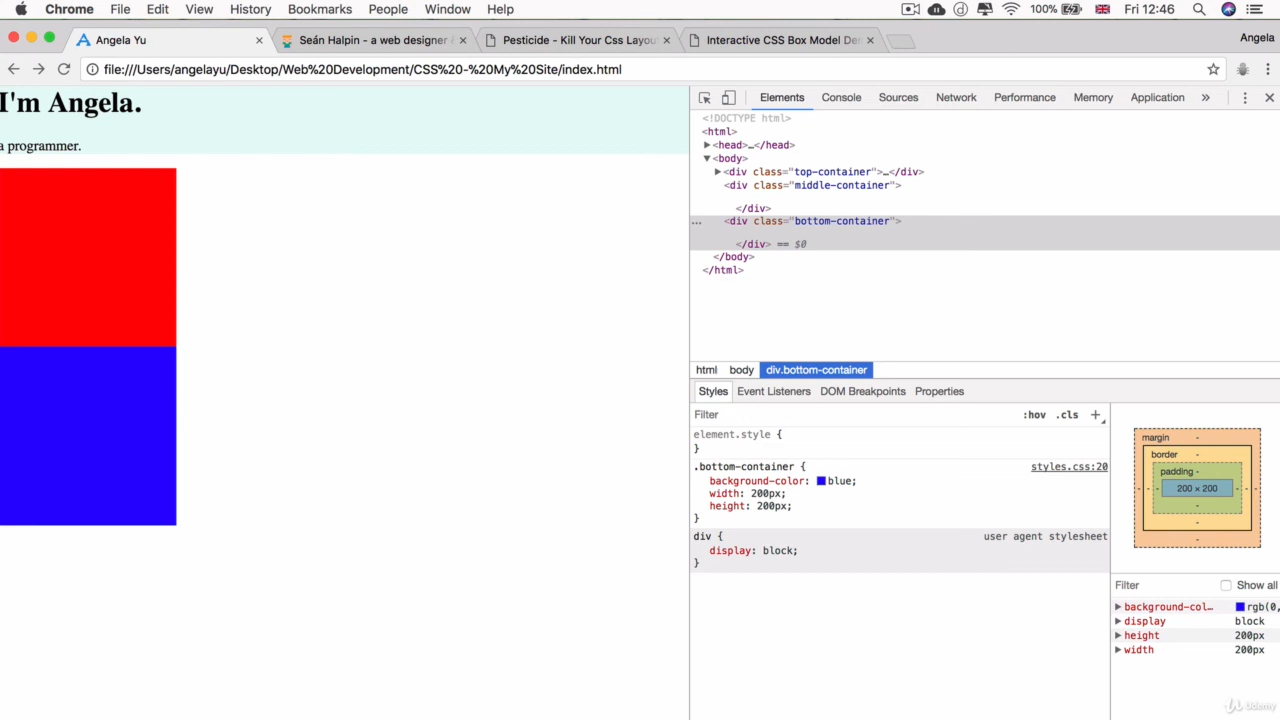 Chrome File Edit View History Bookmarks People Window Help 100% Fri 12:46
Angela Yu × Seán Halpin - a web designer × Pesticide - Kill Your Css Layou × Interactive CSS Box Model De × Angela
file:///Users/angelayu/Desktop/Web%20Development/CSS%20-%20My%20Site/index.html
I'm Angela.
a programmer.
Elements Console Sources Network Performance Memory Application »
<!DOCTYPE html>
<html>
▶<head>…</head>
▼<body>
▶<div class="top-container">…</div>
<div class="middle-container">
</div>
... <div class="bottom-container">
</div> == $0
</body>
</html>
html body div.bottom-container
Styles Event Listeners DOM Breakpoints Properties
Filter :hov .cls +
element.style {
}
.bottom-container { styles.css:20
background-color: blue;
width: 200px;
height: 200px;
}
div { user agent stylesheet
display: block;
}
margin -
border -
padding -
- - - 200 × 200 - - -
-
-
-
Filter Show all
▶background-col… rgb(0,
▶display block
▶height 200px
▶width 200px
Udemy